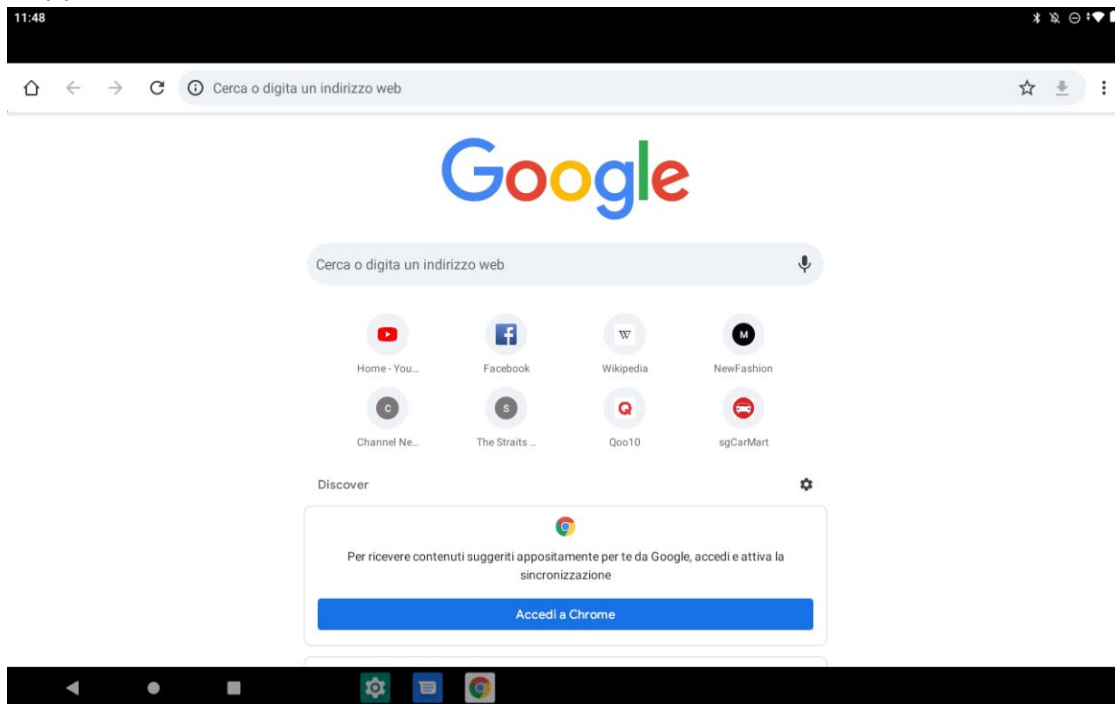 11:48
Cerca o digita un indirizzo web
Google
Cerca o digita un indirizzo web
Home - You...
Facebook
Wikipedia
NewFashion
Channel Ne...
The Straits ...
Qoo10
sgCarMart
Discover
Per ricevere contenuti suggeriti appositamente per te da Google, accedi e attiva la
sincronizzazione
Accedi a Chrome